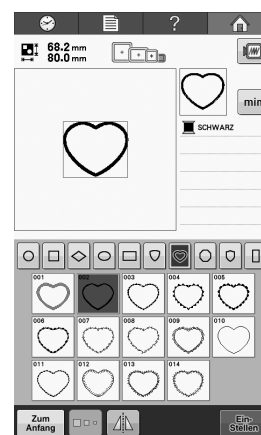 ?
68.2 mm
80.0 mm
min
SCHWARZ
001 002 003 004 005
006 007 008 009 010
011 012 013 014
Zum
Anfang
Ein-
Stellen